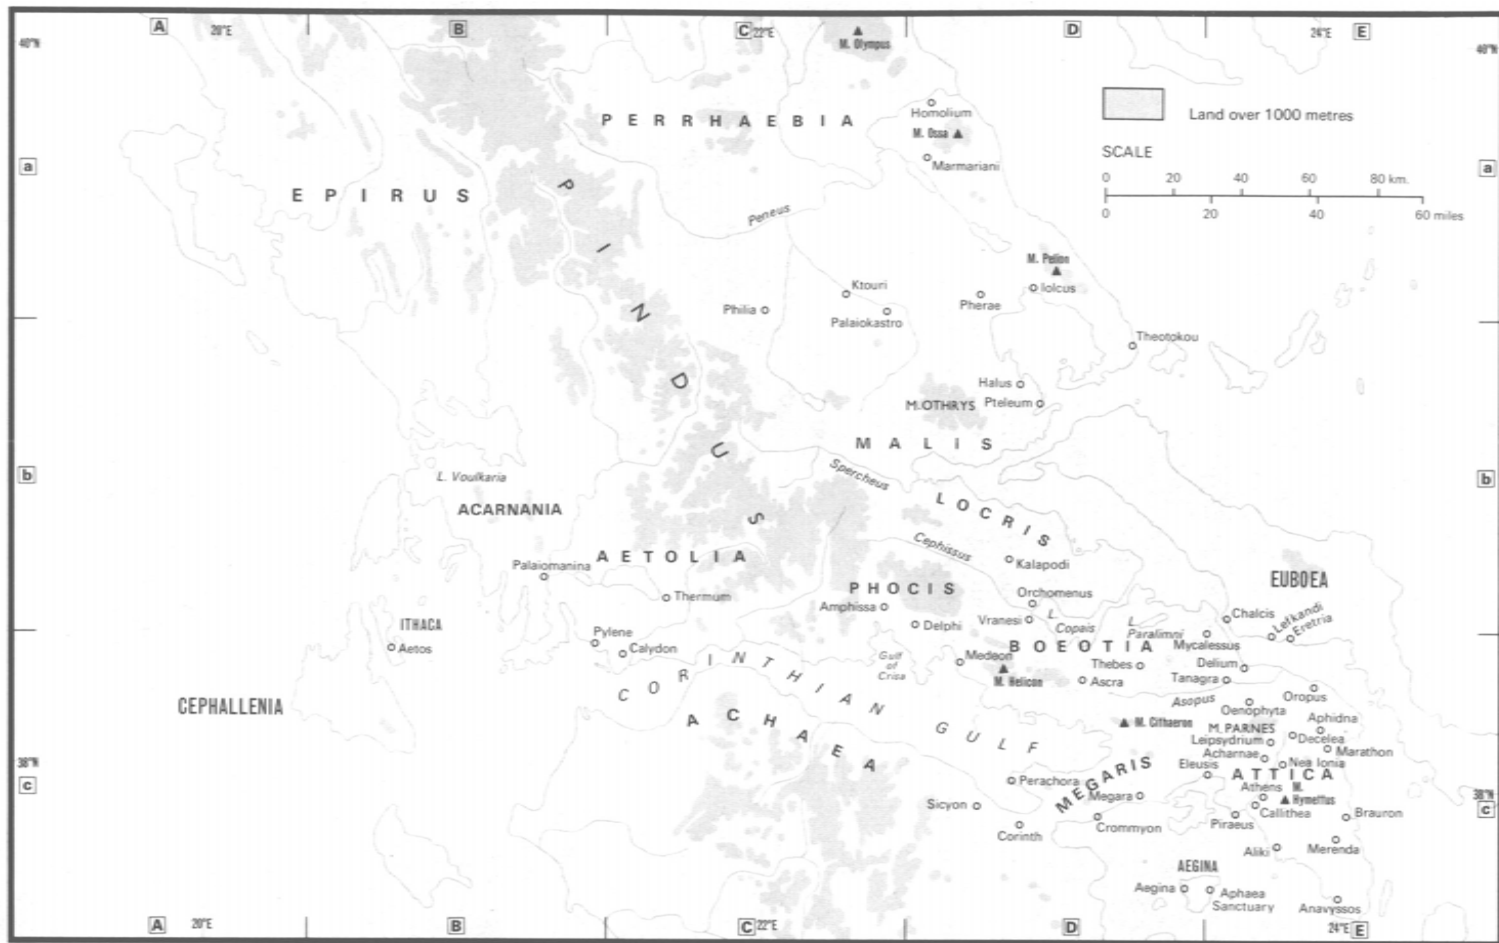 A
20°E
B
C
22°E
D
24°E
E
40°N
40°N
M. Olympus
PERRHAEBIA
Homolium
M. Ossa
Marmariani
Land over 1000 metres
SCALE
0 20 40 60 80 km.
0 20 40 60 miles
a
a
EPIRUS
PINDUS
Peneus
M. Pelion
Iolcus
Ktouri
Pherae
Philia
Palaiokastro
Theotokou
Halus
M.OTHRYS
Pteleum
MALIS
b
b
L. Voulkaria
Spercheus
ACARNANIA
LOCRIS
AETOLIA
Cephissus
Kalapodi
Palaiomanina
PHOCIS
EUBOEA
Thermum
Amphissa
Orchomenus
Chalcis
Lefkandi
Eretria
ITHACA
Aetos
Delphi
Vranesi
L.
Copais
L.
Paralimni
Mycalessus
Pylene
Calydon
Gulf
of
Crisa
Medeon
BOEOTIA
Thebes
Delium
M. Helicon
Ascra
Tanagra
CORINTHIAN GULF
CEPHALLENIA
Asopus
Oropus
Oenophyta
ACHAEA
M. Cithaeron
M. PARNES
Aphidna
Leipsydrium
Decelea
Marathon
Acharnae
Nea Ionia
38°N
c
Perachora
MEGARIS
Eleusis
ATTICA
Athens
M.
Hymettus
38°N
c
Sicyon
Megara
Callithea
Brauron
Corinth
Crommyon
Piraeus
Aliki
Merenda
AEGINA
Aegina
Aphaea
Sanctuary
Anavyssos
A
20°E
B
C
22°E
D
24°E
E